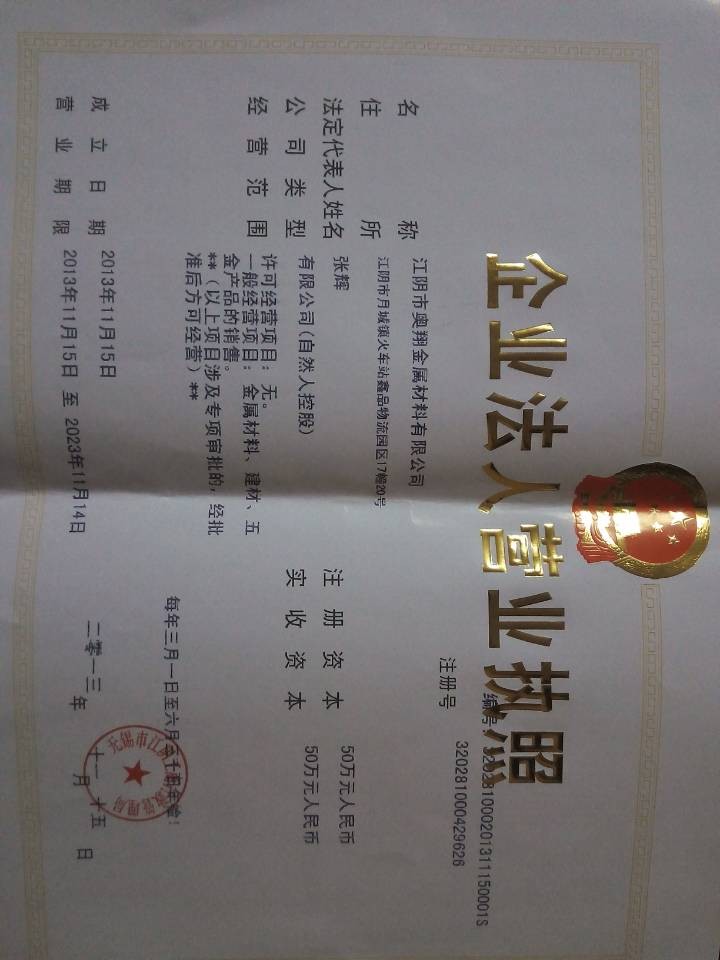 企业法人营业执照
编号 320281000201311150001S
注册号 320281000429626
名称 江阴市奥翔金属材料有限公司
住所 江阴市月城镇火车站鑫品物流园区17幢20号
法定代表人姓名 张辉
注册资本 50万元人民币
公司类型 有限公司(自然人控股)
实收资本 50万元人民币
经营范围 许可经营项目：无。
一般经营项目：金属材料、建材、五
金产品的销售。
**（以上项目涉及专项审批的，经批
准后方可经营）**
成立日期 2013年11月15日
营业期限 2013年11月15日 至 2023年11月14日
每年三月一日至六月三十日年检！
二零一三年 十一月 十五日